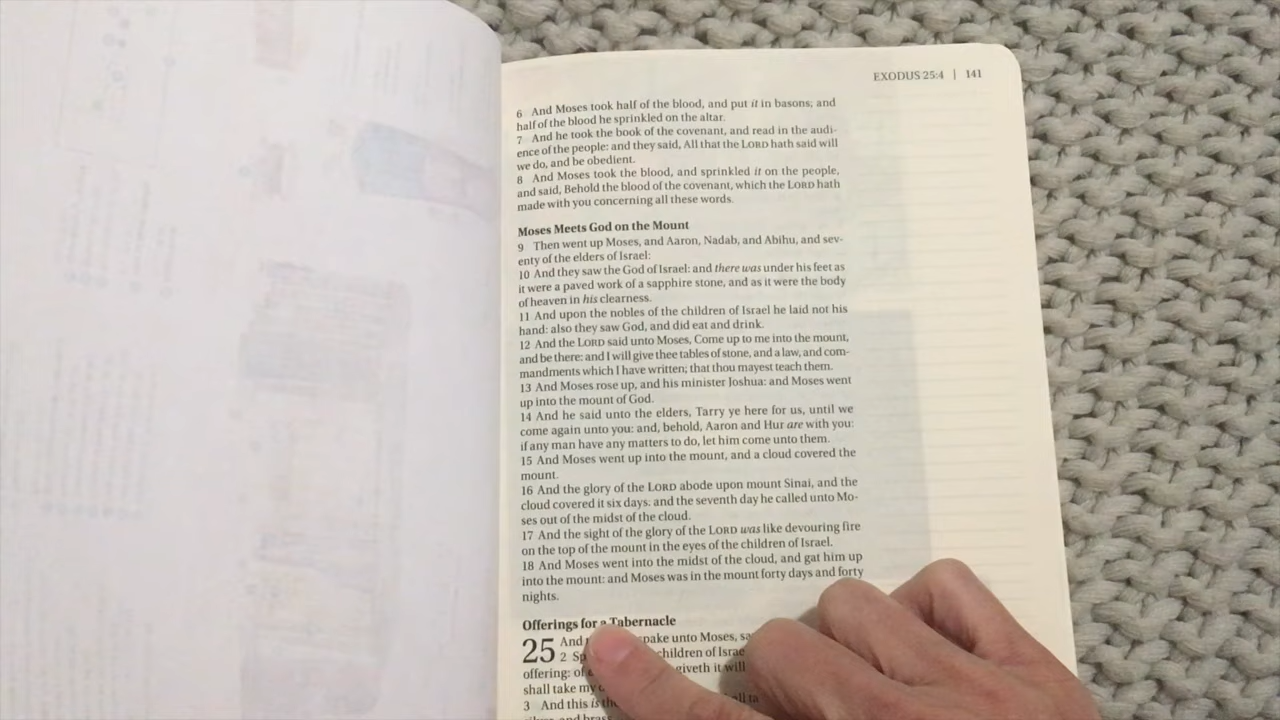 EXODUS 25:4 | 141
6 And Moses took half of the blood, and put it in basons; and
half of the blood he sprinkled on the altar.
7 And he took the book of the covenant, and read in the audi-
ence of the people: and they said, All that the LORD hath said will
we do, and be obedient.
8 And Moses took the blood, and sprinkled it on the people,
and said, Behold the blood of the covenant, which the LORD hath
made with you concerning all these words.
Moses Meets God on the Mount
9 Then went up Moses, and Aaron, Nadab, and Abihu, and sev-
enty of the elders of Israel:
10 And they saw the God of Israel: and there was under his feet as
it were a paved work of a sapphire stone, and as it were the body
of heaven in his clearness.
11 And upon the nobles of the children of Israel he laid not his
hand: also they saw God, and did eat and drink.
12 And the LORD said unto Moses, Come up to me into the mount,
and be there: and I will give thee tables of stone, and a law, and com-
mandments which I have written; that thou mayest teach them.
13 And Moses rose up, and his minister Joshua: and Moses went
up into the mount of God.
14 And he said unto the elders, Tarry ye here for us, until we
come again unto you: and, behold, Aaron and Hur are with you:
if any man have any matters to do, let him come unto them.
15 And Moses went up into the mount, and a cloud covered the
mount.
16 And the glory of the LORD abode upon mount Sinai, and the
cloud covered it six days: and the seventh day he called unto Mo-
ses out of the midst of the cloud.
17 And the sight of the glory of the LORD was like devouring fire
on the top of the mount in the eyes of the children of Israel.
18 And Moses went into the midst of the cloud, and gat him up
into the mount: and Moses was in the mount forty days and forty
nights.
Offerings for a Tabernacle
25 And spake unto Moses,
2 children of
offering: giveth it will
shall take my
3 And this is
and brass